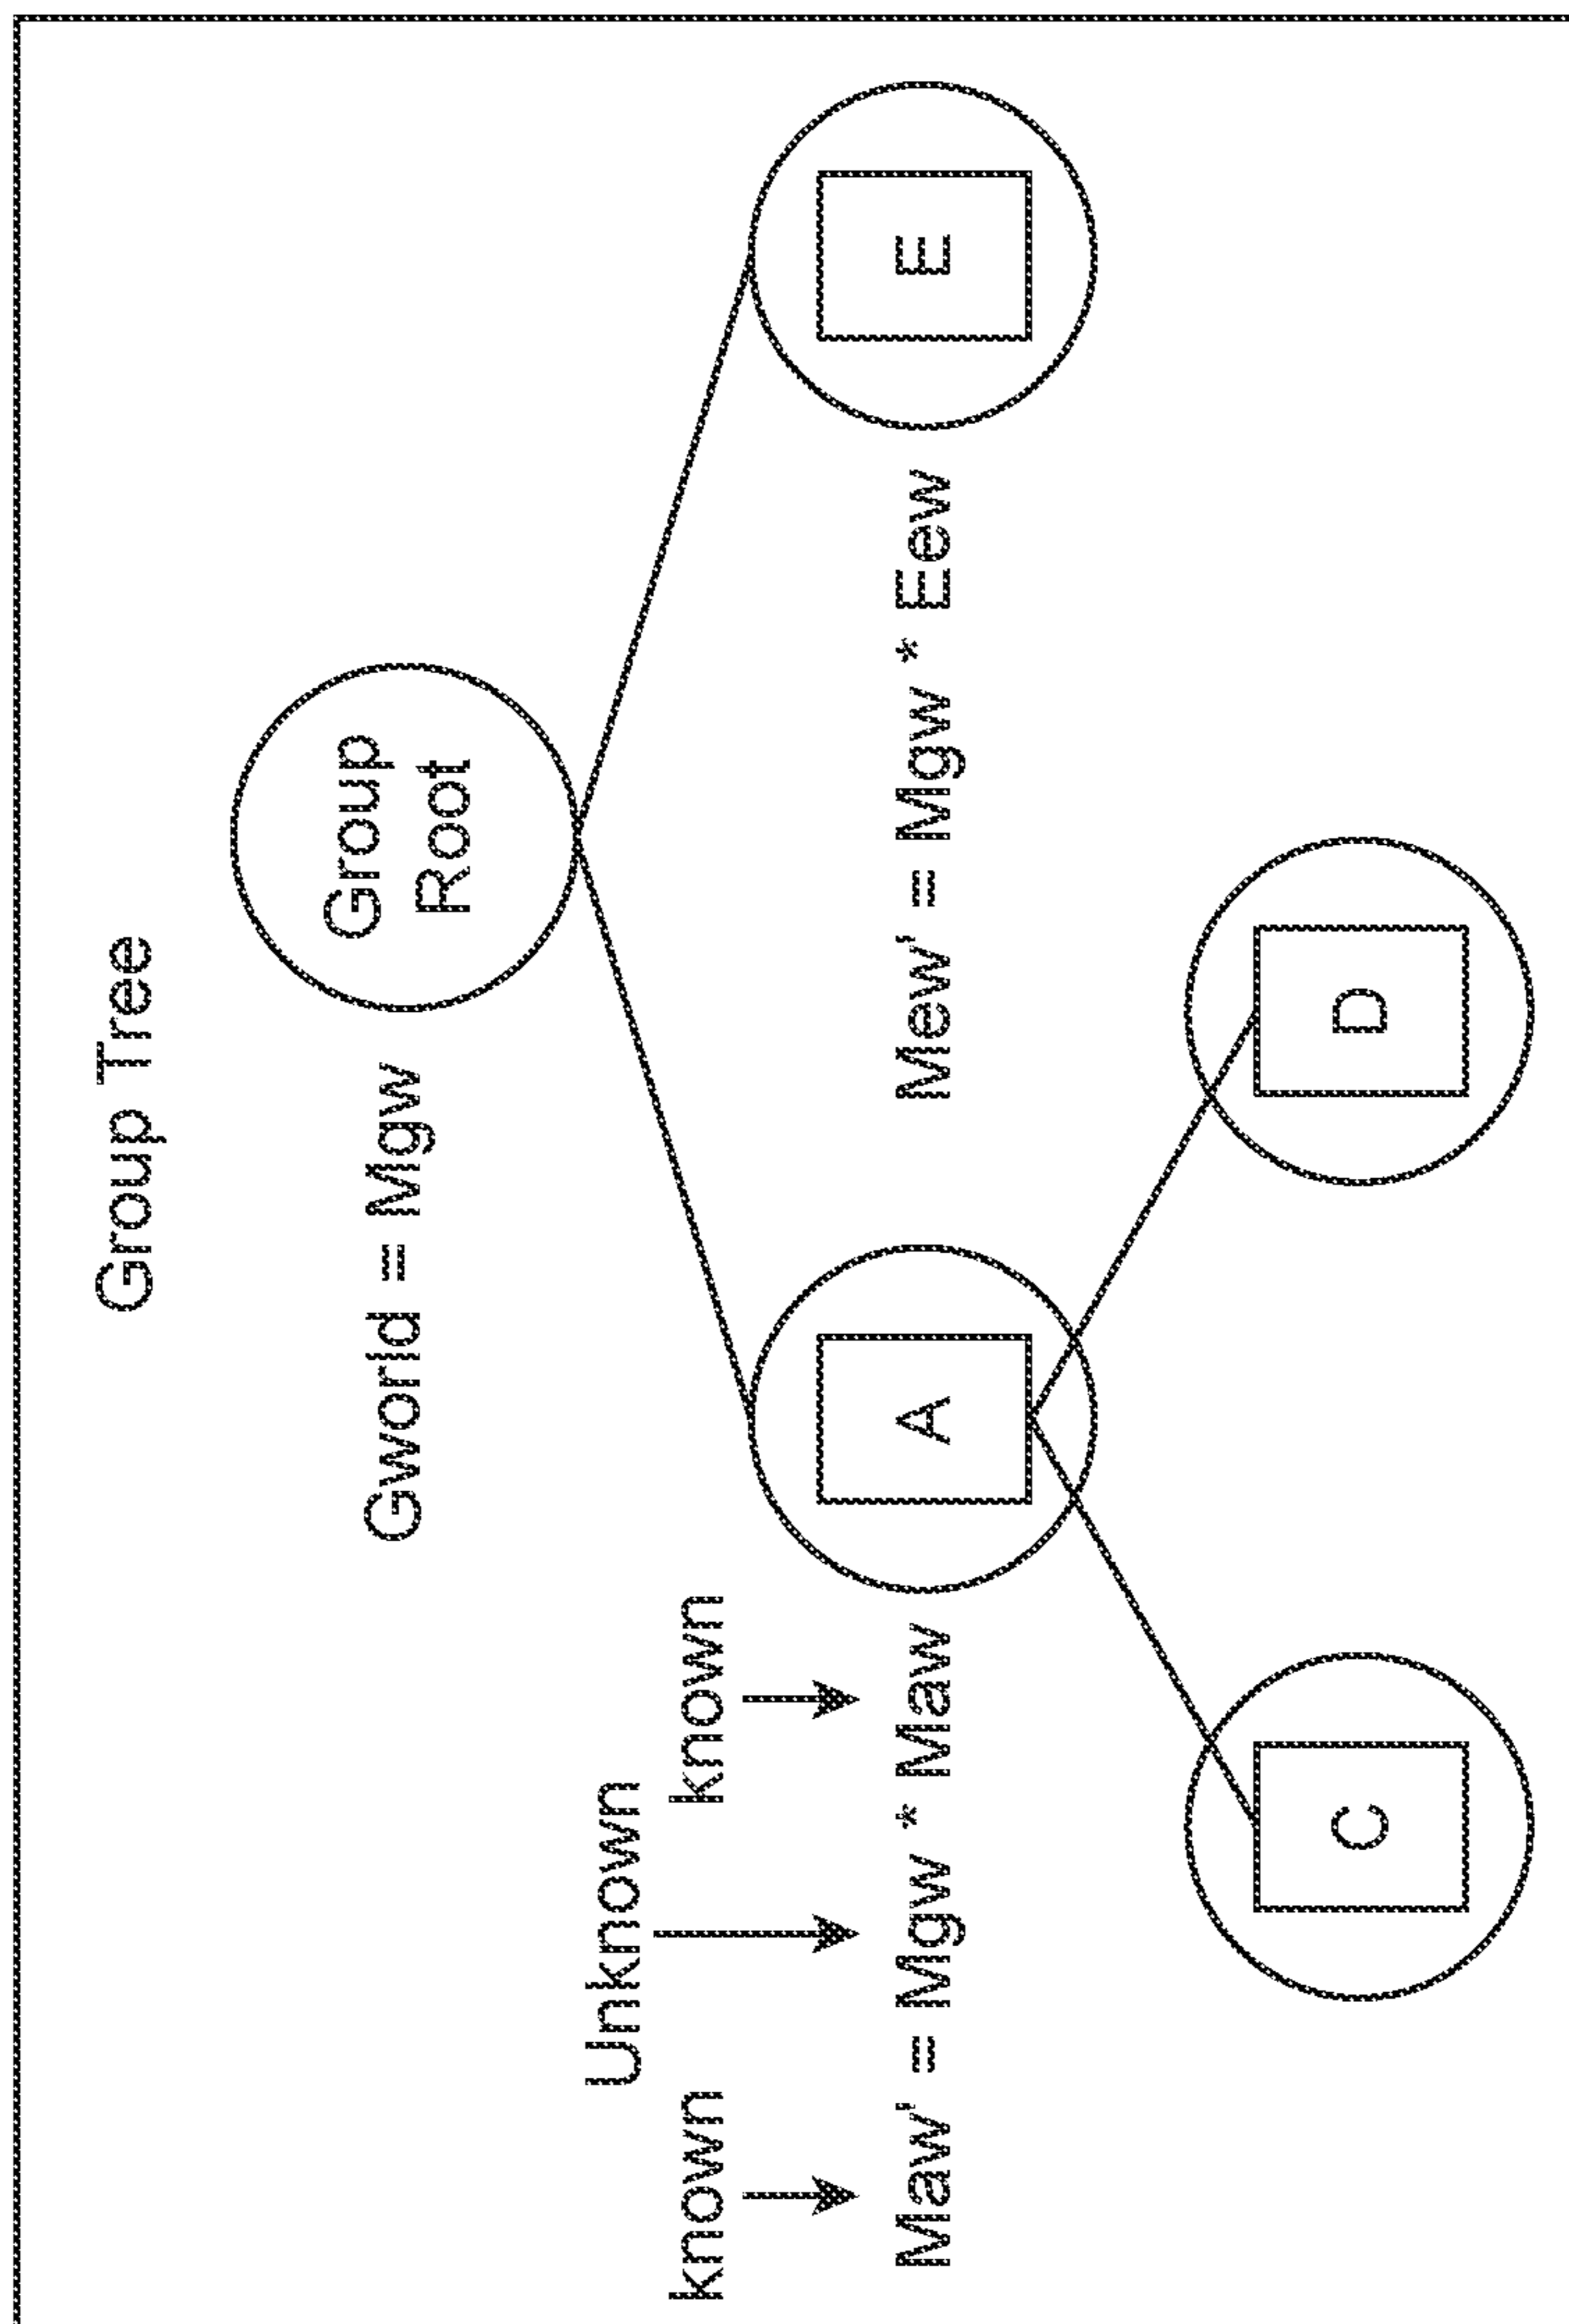 Group Tree
Gworld = Mgw
Group
Root
Unknown
known
known
Maw' = Mgw * Maw
A
Mew' = Mgw * Eew
E
C
D